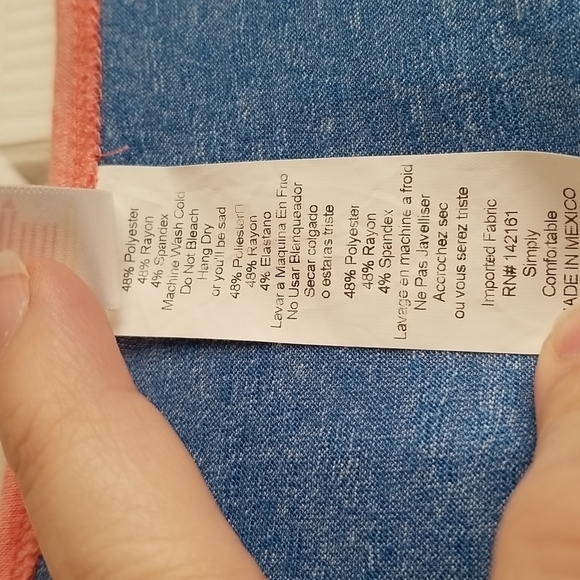 48% Polyester
48% Rayon
4% Spandex
Machine Wash Cold
Do Not Bleach
Hang Dry
or you'll be sad
48% Poliester
48% Rayon
4% Eeastano
Lavar a Maquina En Frio
No Usar Blanqueador
Secar colgado
o estaras triste
48% Polyester
48% Rayon
4% Spandex
Lavage en machine a froid
Ne Pas Javelliser
Accrochez sec
ou vous serez triste
Imported Fabric
RN# 142161
Simply
Comfortable
ADE IN MEXICO